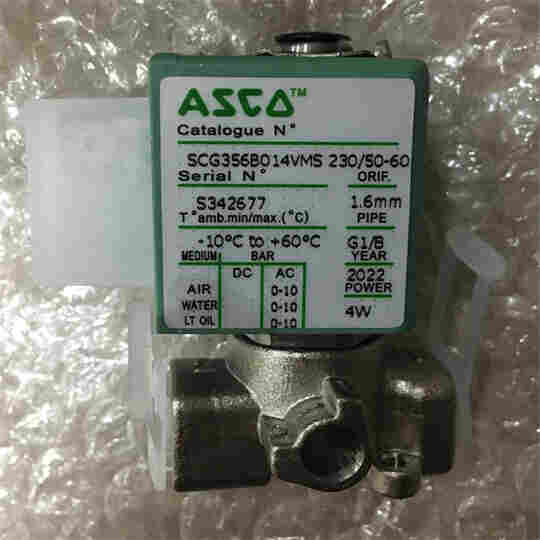 ASCO™
Catalogue N°
SCG356B014VMS 230/50-60
Serial N° ORIF.
S342677 1.6mm
T°amb.min/max.(°C) PIPE
-10°C to +60°C G1/8
MEDIUM BAR YEAR
DC AC 2022
AIR 0-10 POWER
WATER 0-10 4W
LT OIL 0-10